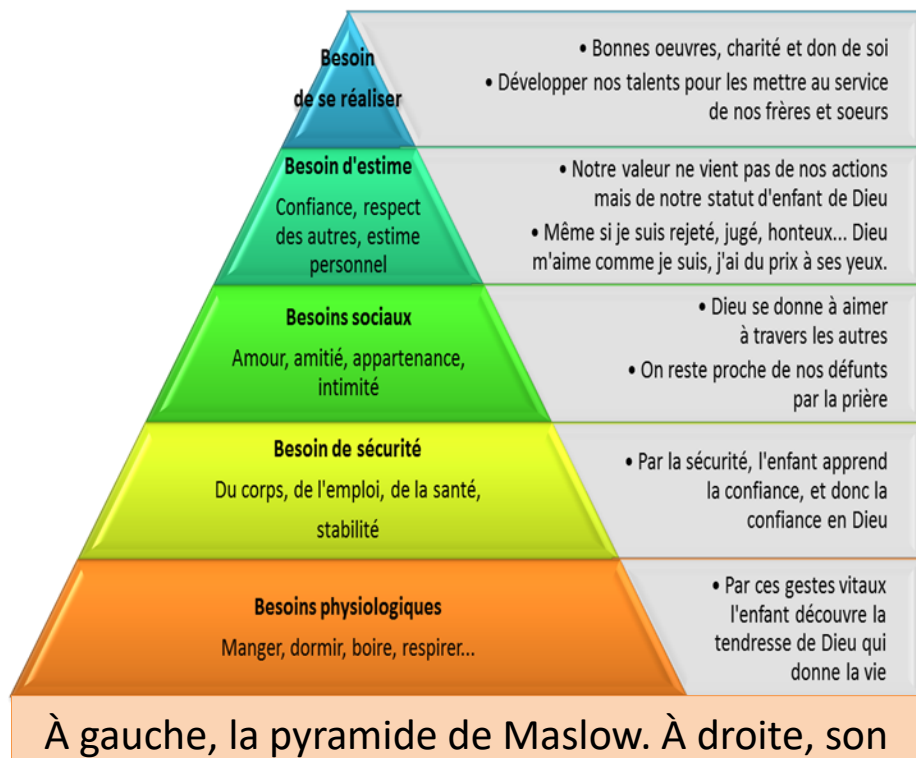 Besoin
de se réaliser
• Bonnes oeuvres, charité et don de soi
• Développer nos talents pour les mettre au service
de nos frères et soeurs
Besoin d'estime
Confiance, respect
des autres, estime
personnel
• Notre valeur ne vient pas de nos actions
mais de notre statut d'enfant de Dieu
• Même si je suis rejeté, jugé, honteux... Dieu
m'aime comme je suis, j'ai du prix à ses yeux.
Besoins sociaux
Amour, amitié, appartenance,
intimité
• Dieu se donne à aimer
à travers les autres
• On reste proche de nos défunts
par la prière
Besoin de sécurité
Du corps, de l'emploi, de la santé,
stabilité
• Par la sécurité, l'enfant apprend
la confiance, et donc la
confiance en Dieu
Besoins physiologiques
Manger, dormir, boire, respirer...
• Par ces gestes vitaux
l'enfant découvre la
tendresse de Dieu qui
donne la vie
À gauche, la pyramide de Maslow. À droite, son